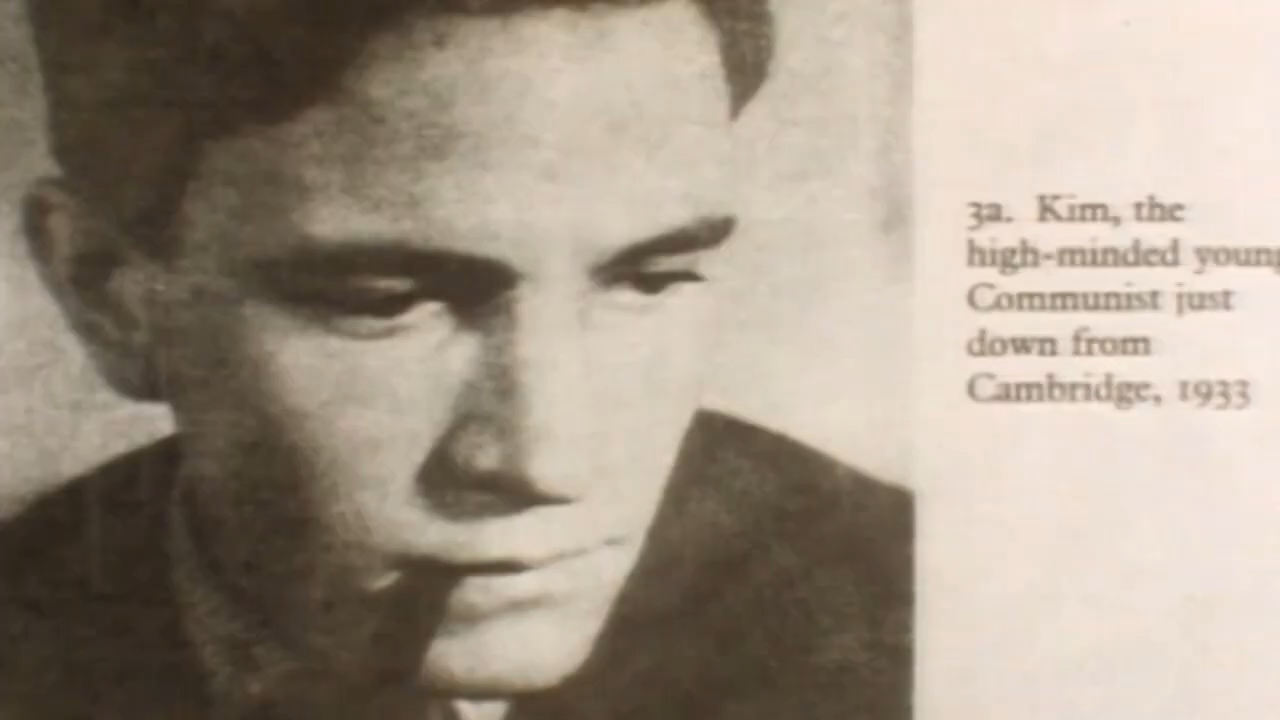 3a. Kim, the
high-minded young
Communist just
down from
Cambridge, 1933